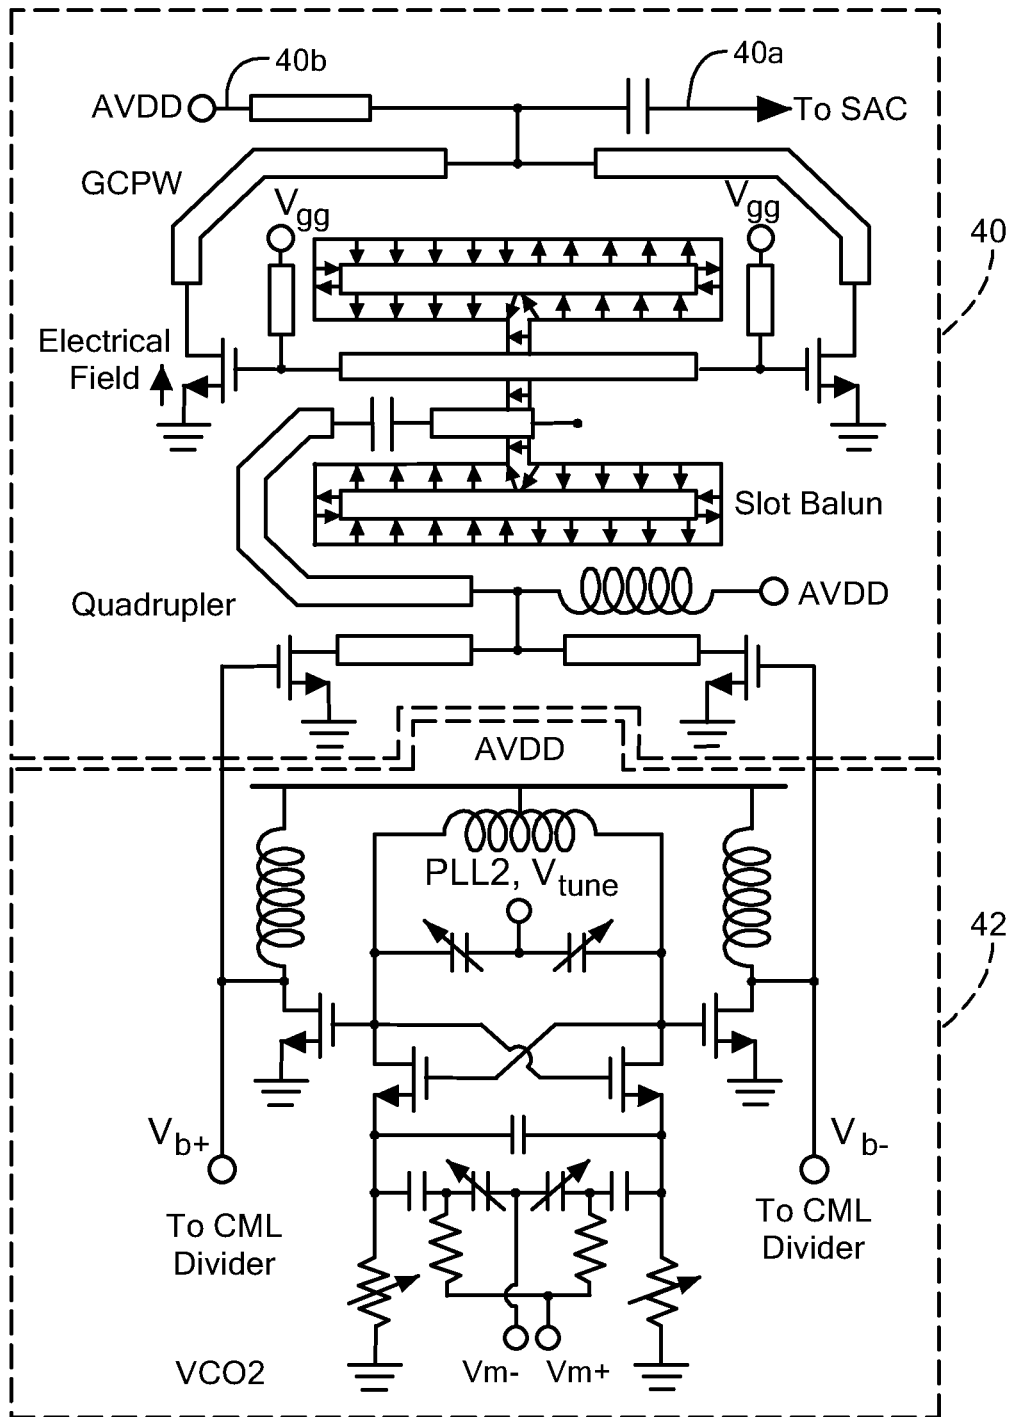 40b
40a
AVDD
To SAC
GCPW
Vgg
Vgg
40
Electrical
Field
Slot Balun
Quadrupler
AVDD
AVDD
PLL2, Vtune
42
Vb+
Vb-
To CML
Divider
To CML
Divider
VCO2
Vm-
Vm+